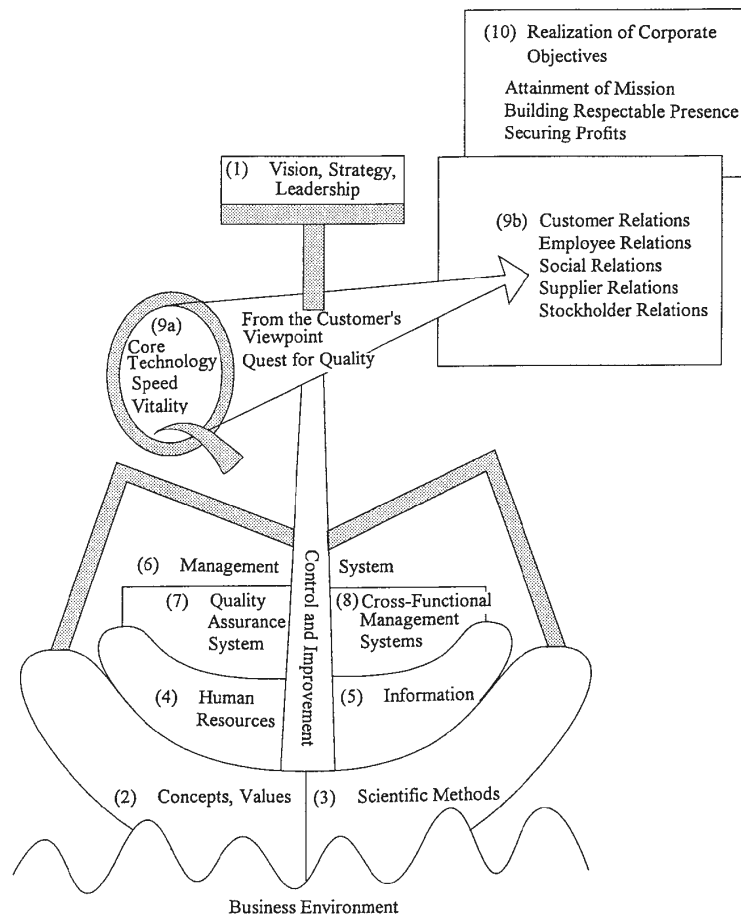 (10) Realization of Corporate
Objectives
Attainment of Mission
Building Respectable Presence
Securing Profits
(1) Vision, Strategy,
Leadership
(9b) Customer Relations
Employee Relations
Social Relations
Supplier Relations
Stockholder Relations
(9a)
Core
Technology
Speed
Vitality
From the Customer's
Viewpoint
Quest for Quality
Control and Improvement
(6) Management System
(7) Quality
Assurance
System
(8) Cross-Functional
Management
Systems
(4) Human
Resources
(5) Information
(2) Concepts, Values
(3) Scientific Methods
Business Environment